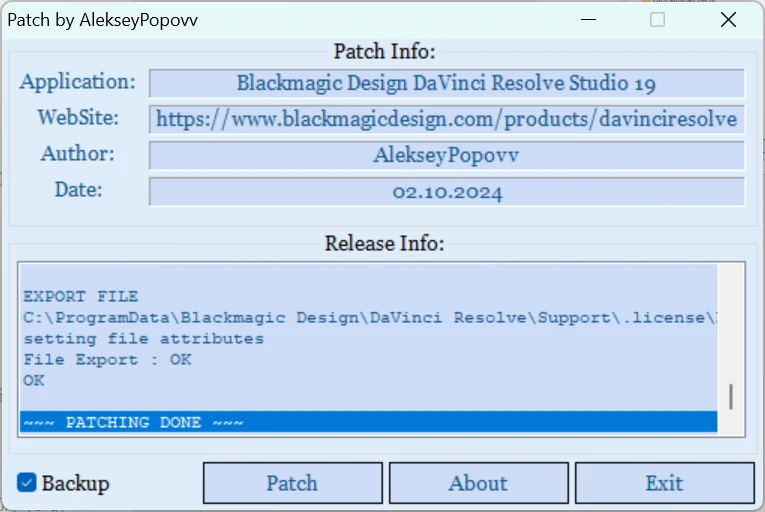 Patch by AlekseyPopovv
Patch Info:
Application: Blackmagic Design DaVinci Resolve Studio 19
WebSite: https://www.blackmagicdesign.com/products/davinciresolve
Author: AlekseyPopovv
Date: 02.10.2024
Release Info:
EXPORT FILE
C:\ProgramData\Blackmagic Design\DaVinci Resolve\Support\.license\
setting file attributes
File Export : OK
OK
~~~ PATCHING DONE ~~~
Backup Patch About Exit